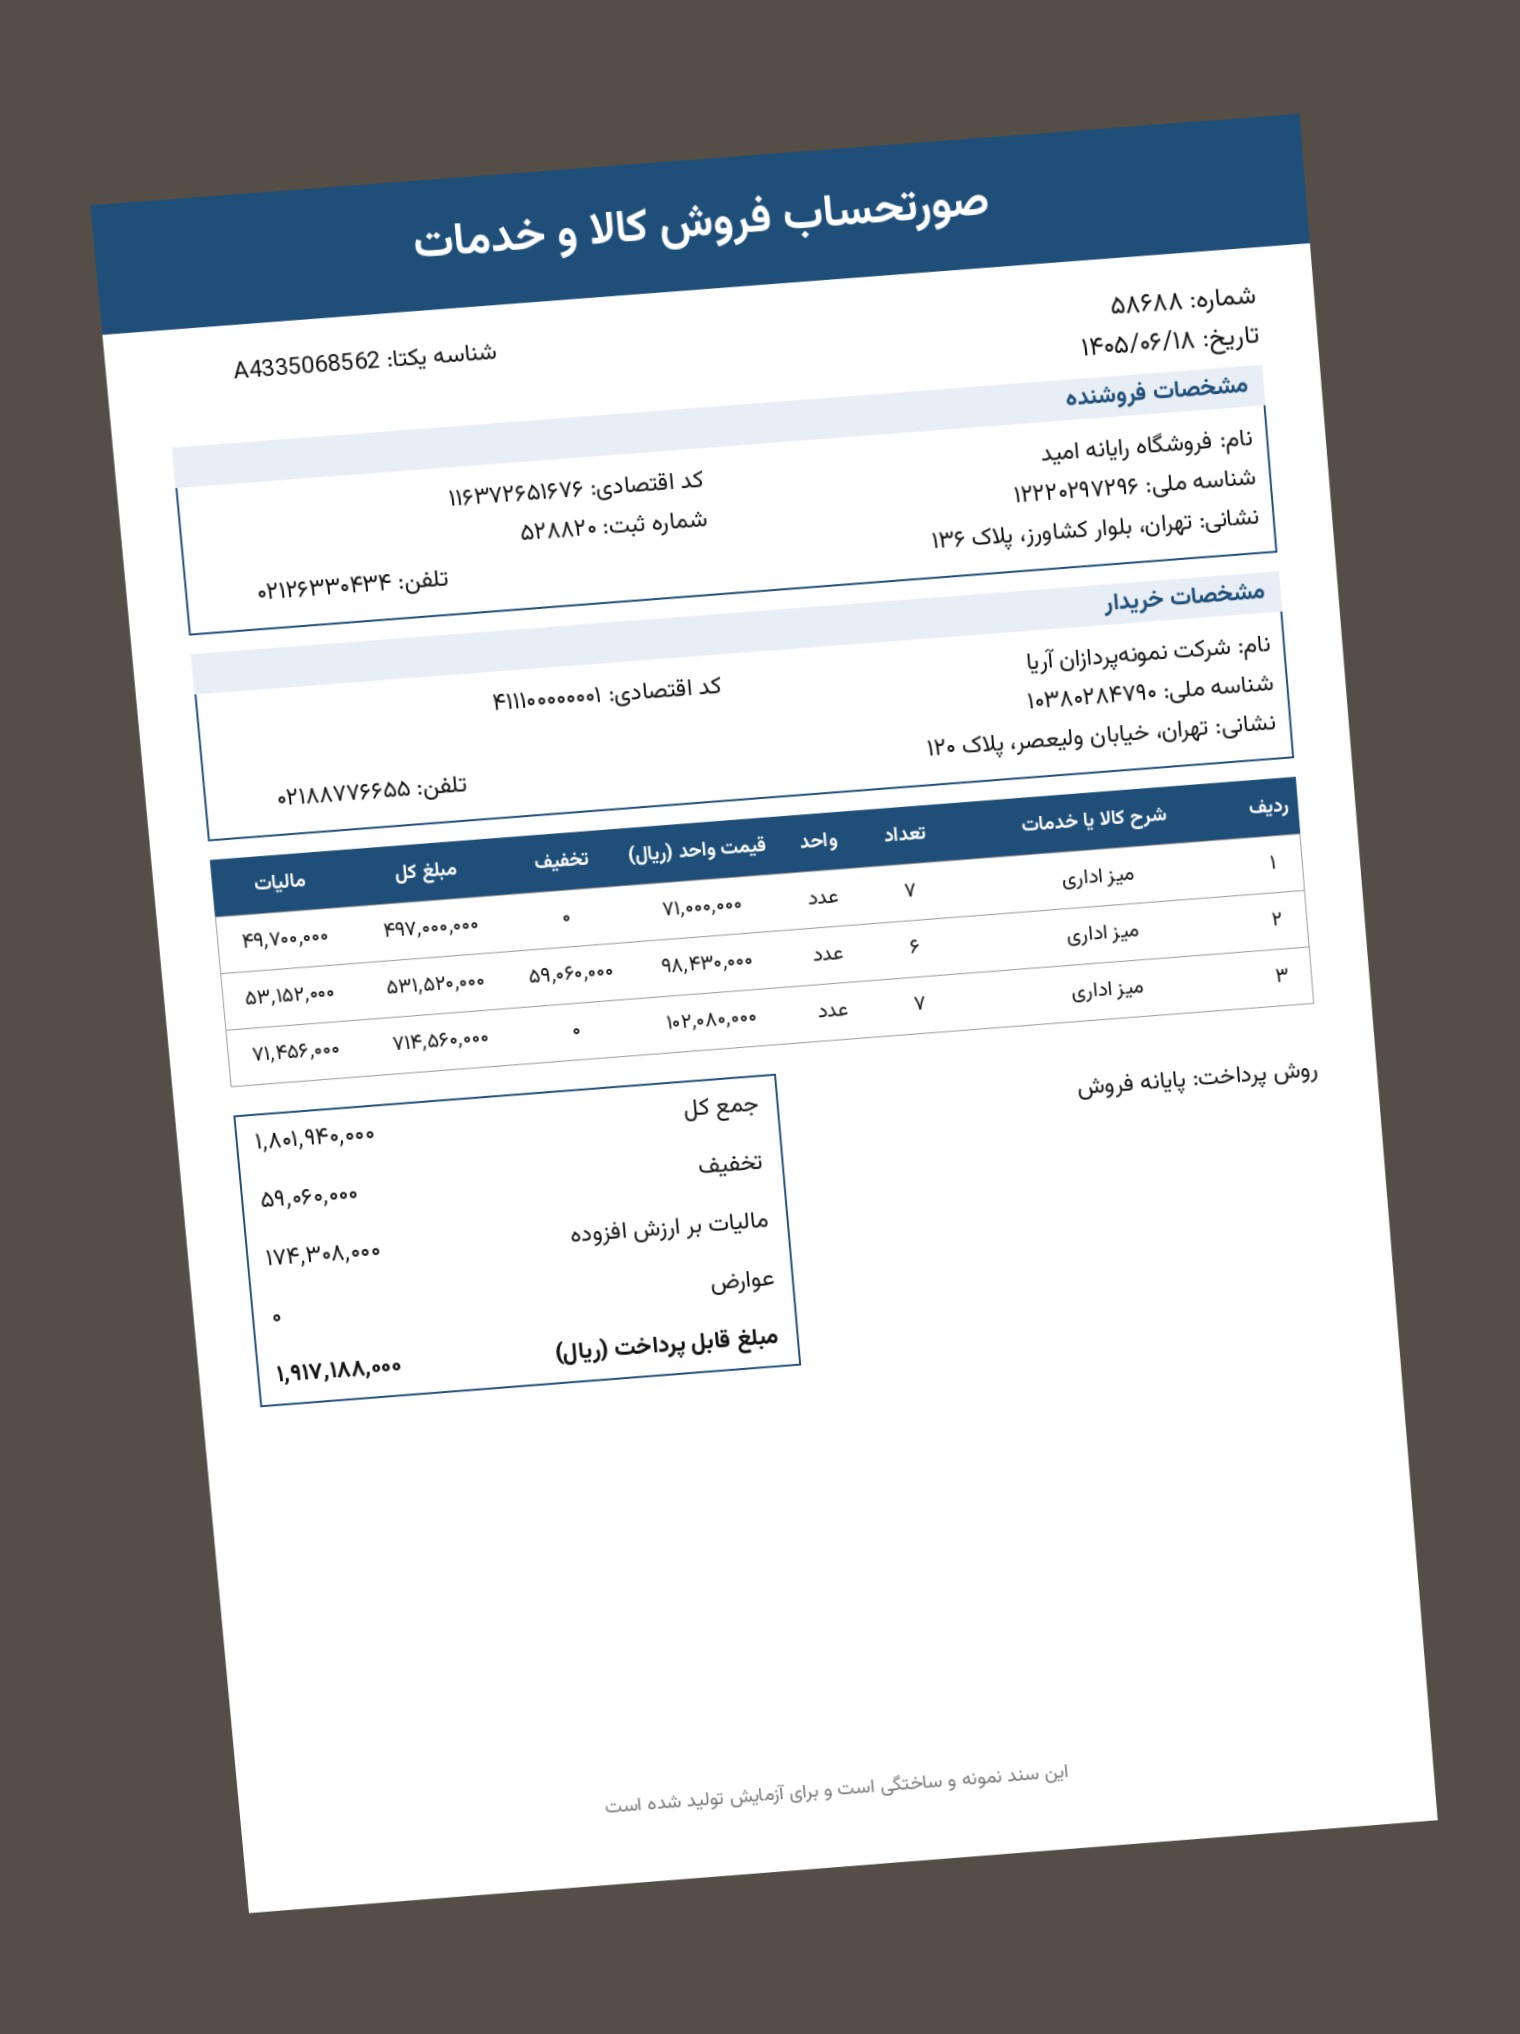 صورتحساب فروش کالا و خدمات
شماره: ۵۸۶۸۸
تاریخ: ۱۴۰۵/۰۶/۱۸
شناسه یکتا: A4335068562
مشخصات فروشنده
نام: فروشگاه رایانه امید
کد اقتصادی: ۱۱۶۳۷۲۶۵۱۶۷۶
شناسه ملی: ۱۲۲۲۰۲۹۷۲۹۶
شماره ثبت: ۵۲۸۸۲۰
نشانی: تهران، بلوار کشاورز، پلاک ۱۳۶
تلفن: ۰۲۱۲۶۳۳۰۴۳۴
مشخصات خریدار
نام: شرکت نمونه‌پردازان آریا
کد اقتصادی: ۴۱۱۱۰۰۰۰۰۰۰۱
شناسه ملی: ۱۰۳۸۰۲۸۴۷۹۰
نشانی: تهران، خیابان ولیعصر، پلاک ۱۲۰
تلفن: ۰۲۱۸۸۷۷۶۶۵۵
ردیف شرح کالا یا خدمات تعداد واحد قیمت واحد (ریال) تخفیف مبلغ کل مالیات
۱ میز اداری ۷ عدد ۷۱,۰۰۰,۰۰۰ ۰ ۴۹۷,۰۰۰,۰۰۰ ۴۹,۷۰۰,۰۰۰
۲ میز اداری ۶ عدد ۹۸,۴۳۰,۰۰۰ ۵۹,۰۶۰,۰۰۰ ۵۳۱,۵۲۰,۰۰۰ ۵۳,۱۵۲,۰۰۰
۳ میز اداری ۷ عدد ۱۰۲,۰۸۰,۰۰۰ ۰ ۷۱۴,۵۶۰,۰۰۰ ۷۱,۴۵۶,۰۰۰
روش پرداخت: پایانه فروش
جمع کل ۱,۸۰۱,۹۴۰,۰۰۰
تخفیف ۵۹,۰۶۰,۰۰۰
مالیات بر ارزش افزوده ۱۷۴,۳۰۸,۰۰۰
عوارض ۰
مبلغ قابل پرداخت (ریال) ۱,۹۱۷,۱۸۸,۰۰۰
این سند نمونه و ساختگی است و برای آزمایش تولید شده است